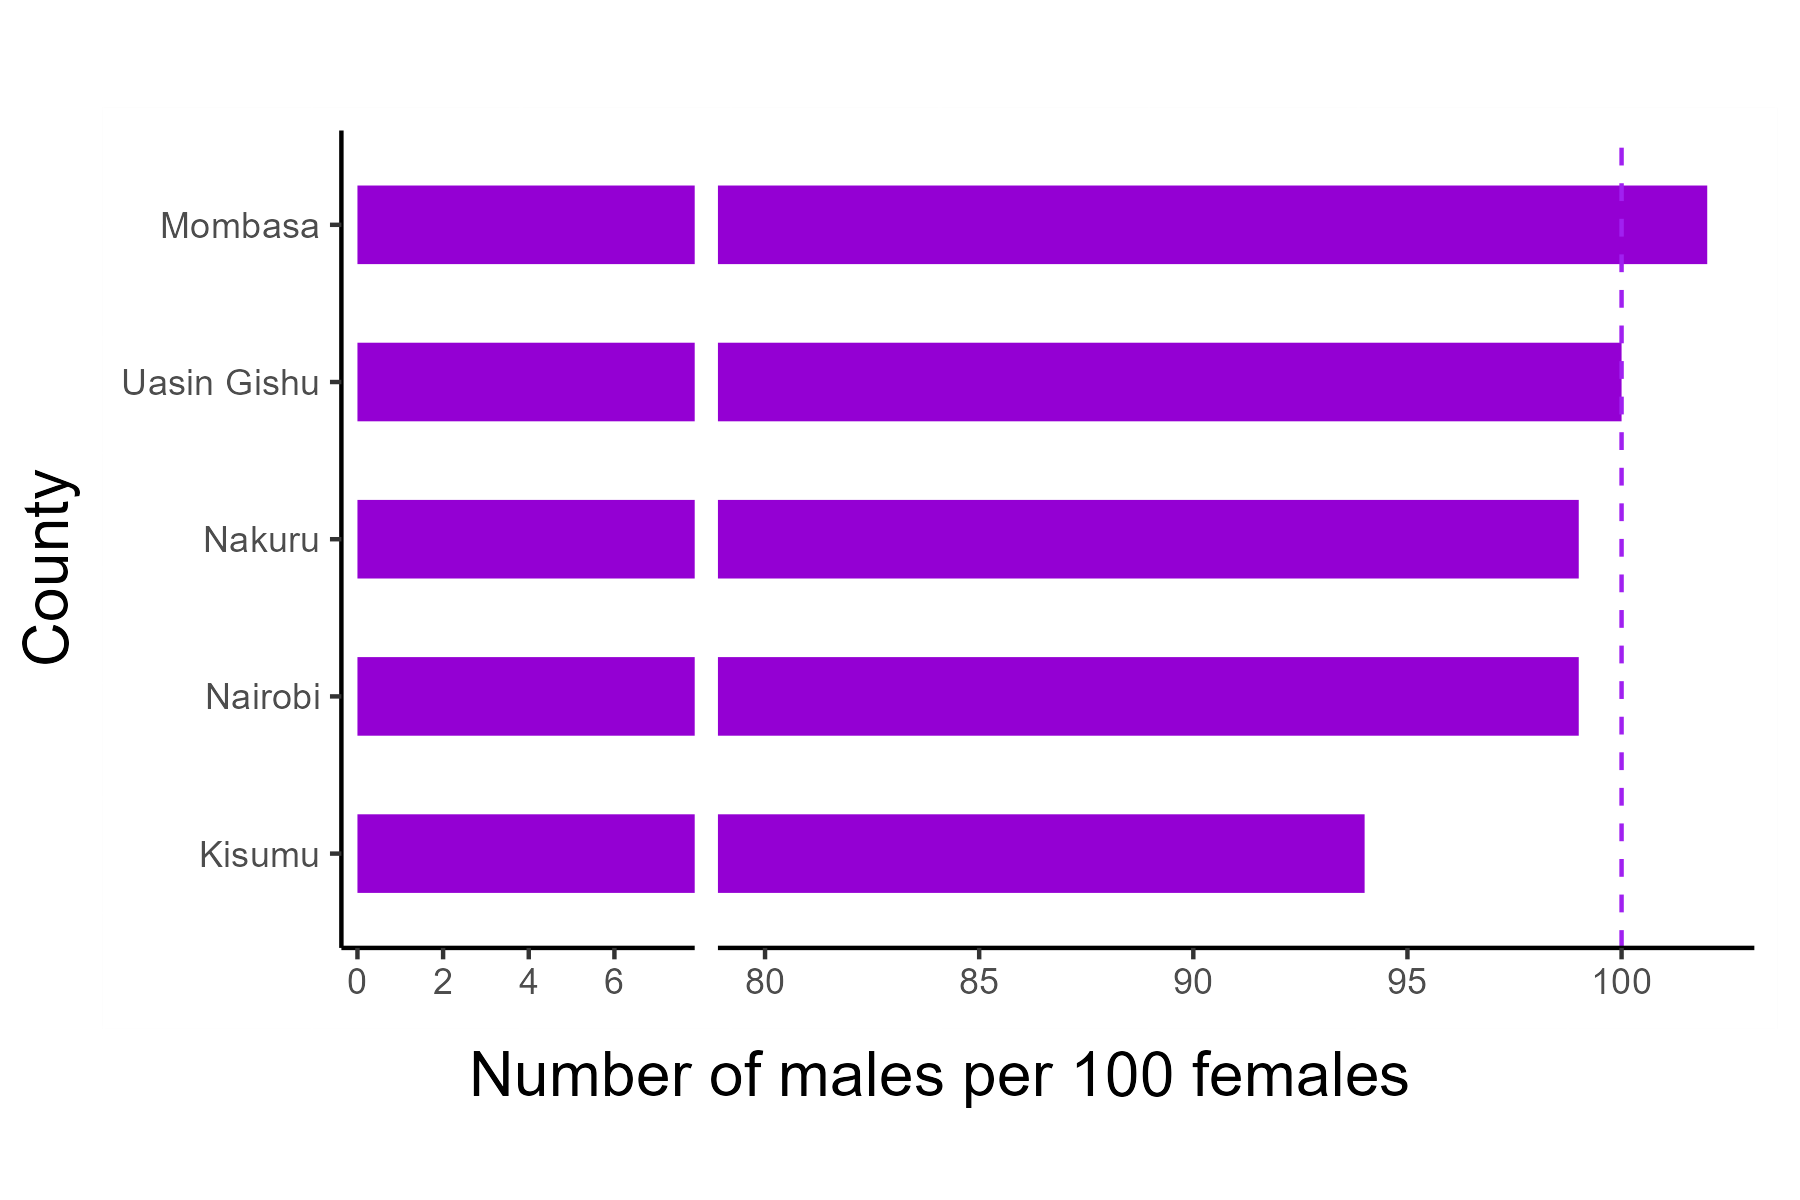 Mombasa
Uasin Gishu
Nakuru
Nairobi
Kisumu
County
0 2 4 6 80 85 90 95 100
Number of males per 100 females